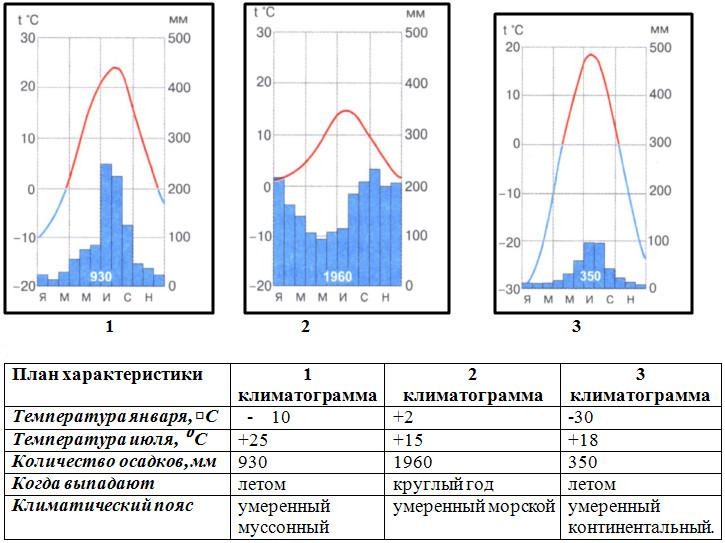 t °C мм
30 500
20 400
10 300
0 200
-10 100
-20 0
930
Я М М И С Н
t °C мм
30 500
20 400
10 300
0 200
-10 100
-20 0
1960
Я М М И С Н
t °C мм
20 500
10 400
0 300
-10 200
-20 100
-30 0
350
Я М М И С Н
1 2 3
План характеристики 1 климатограмма 2 климатограмма 3 климатограмма
Температура января, □С - 10 +2 -30
Температура июля, ⁰С +25 +15 +18
Количество осадков,мм 930 1960 350
Когда выпадают летом круглый год летом
Климатический пояс умеренный муссонный умеренный морской умеренный континентальный.